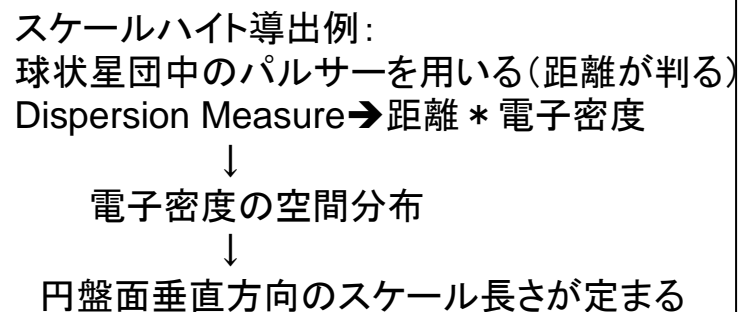 スケールハイト導出例：
球状星団中のパルサーを用いる（距離が判る）
Dispersion Measure➔距離＊電子密度
↓
電子密度の空間分布
↓
円盤面垂直方向のスケール長さが定まる